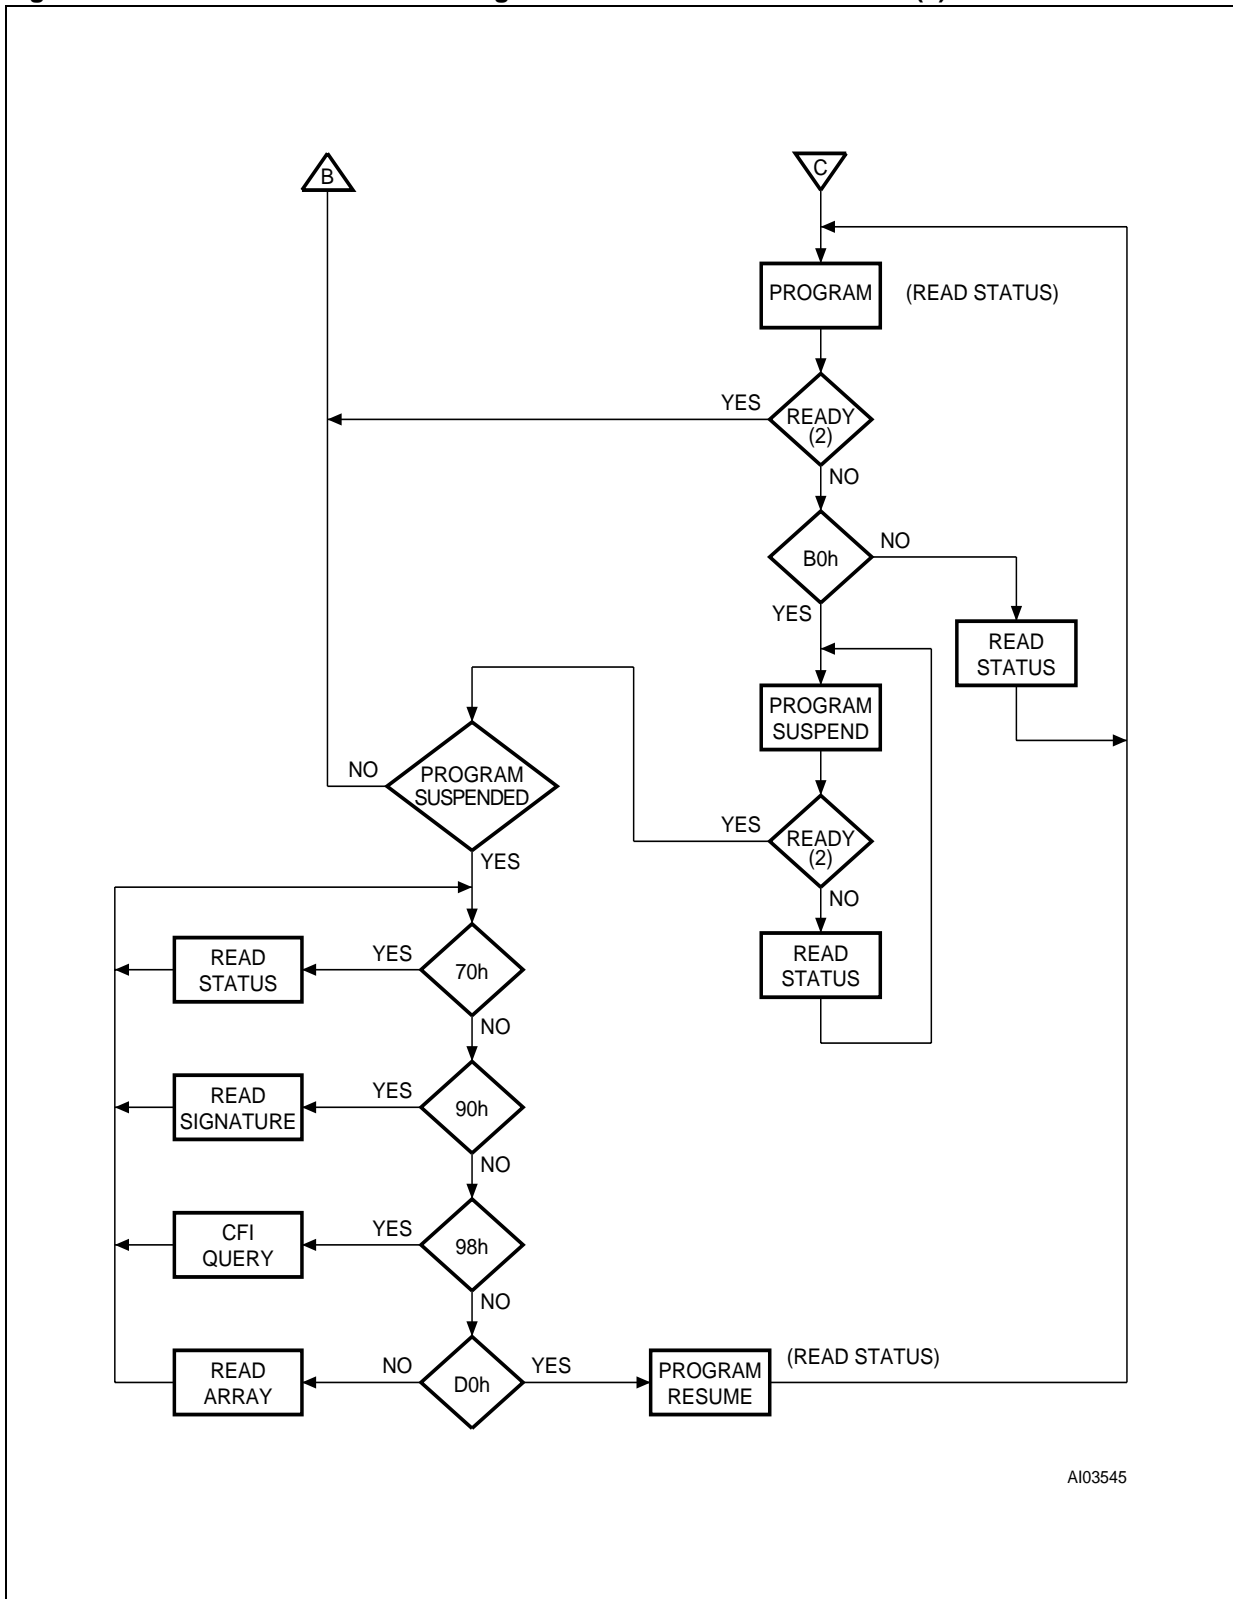 B
C
PROGRAM
(READ STATUS)
YES
READY
(2)
NO
B0h
NO
YES
READ
STATUS
PROGRAM
SUSPEND
NO
PROGRAM
SUSPENDED
YES
READY
(2)
YES
NO
READ
STATUS
YES
70h
READ
STATUS
NO
READ
SIGNATURE
YES
90h
NO
CFI
QUERY
YES
98h
NO
READ
ARRAY
NO
D0h
YES
PROGRAM
RESUME
(READ STATUS)
AI03545